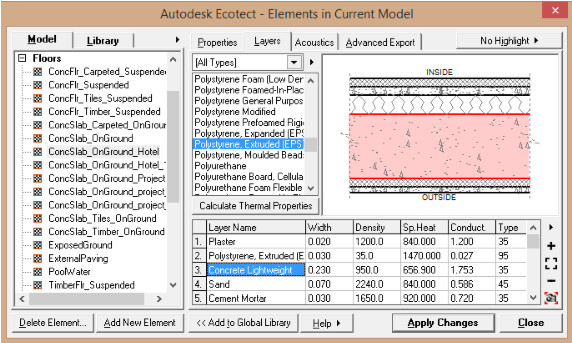 Autodesk Ecotect - Elements in Current Model
Model Library
Floors
ConcFlr_Carpeted_Suspende
ConcFlr_Suspended
ConcFlr_Tiles_Suspended
ConcFlr_Timber_Suspended
ConcSlab_Carpeted_OnGroun
ConcSlab_OnGround
ConcSlab_OnGround_Hotel
ConcSlab_OnGround_Hotel_
ConcSlab_OnGround_Project
ConcSlab_OnGround_project_
ConcSlab_OnGround_project_
ConcSlab_Tiles_OnGround
ConcSlab_Timber_OnGround
ExposedGround
ExternalPaving
PoolWater
TimberFlr_Suspended
Delete Element... Add New Element
Properties Layers Acoustics Advanced Export
No Highlight
[All Types]
Polystyrene Foam (Low Der
Polystyrene Foamed-In-Plac
Polystyrene General Purpos
Polystyrene Modified
Polystyrene Preformed Rigi
Polystyrene, Expanded (EPS
Polystyrene, Extruded (EPS
Polystyrene, Moulded Beads
Polyurethane
Polyurethane Board, Cellula
Polyurethane Foam Flexible
Calculate Thermal Properties
INSIDE
OUTSIDE
Layer Name Width Density Sp.Heat Conduct. Type
1. Plaster 0.020 1200.0 840.000 1.200 35
2. Polystyrene, Extruded (E 0.030 35.0 1470.000 0.027 95
3. Concrete Lightweight 0.230 950.0 656.900 1.753 35
4. Sand 0.070 2240.0 840.000 0.586 45
5. Cement Mortar 0.030 1650.0 920.000 0.720 35
<< Add to Global Library Help Apply Changes Close